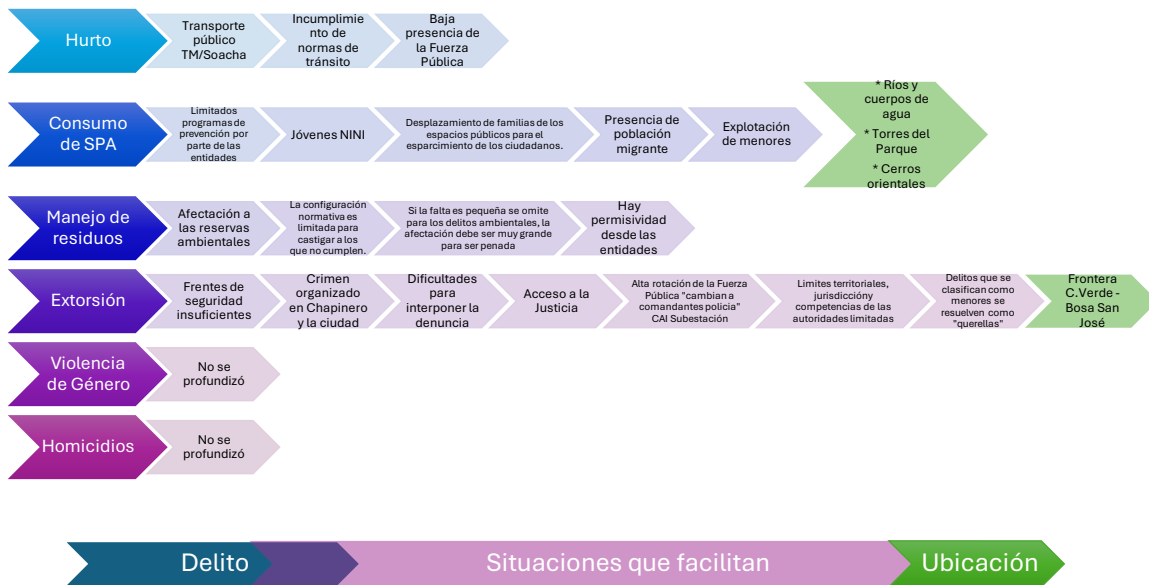 Hurto
Transporte
público
TM/Soacha
Incumplimie
nto de
normas de
tránsito
Baja
presencia de
la Fuerza
Pública
Consumo
de SPA
Limitados
programas de
prevención por
parte de las
entidades
Jóvenes NINI
Desplazamiento de familias de los
espacios públicos para el
esparcimiento de los ciudadanos.
Presencia de
población
migrante
Explotación
de menores
* Ríos y
cuerpos de
agua
* Torres del
Parque
* Cerros
orientales
Manejo de
residuos
Afectación a
las reservas
ambientales
La configuración
normativa es
limitada para
castigar a los
que no cumplen.
Si la falta es pequeña se omite
para los delitos ambientales, la
afectación debe ser muy grande
para ser penada
Hay
permisividad
desde las
entidades
Extorsión
Frentes de
seguridad
insuficientes
Crimen
organizado
en Chapinero
y la ciudad
Dificultades
para
interponer la
denuncia
Acceso a la
Justicia
Alta rotación de la Fuerza
Pública "cambian a
comandantes policia"
CAI Subestación
Limites territoriales,
jurisdiccióny
competencias de las
autoridades limitadas
Delitos que se
clasifican como
menores se
resuelven como
"querellas"
Frontera
C.Verde -
Bosa San
José
Violencia
de Género
No se
profundizó
Homicidios
No se
profundizó
Delito
Situaciones que facilitan
Ubicación